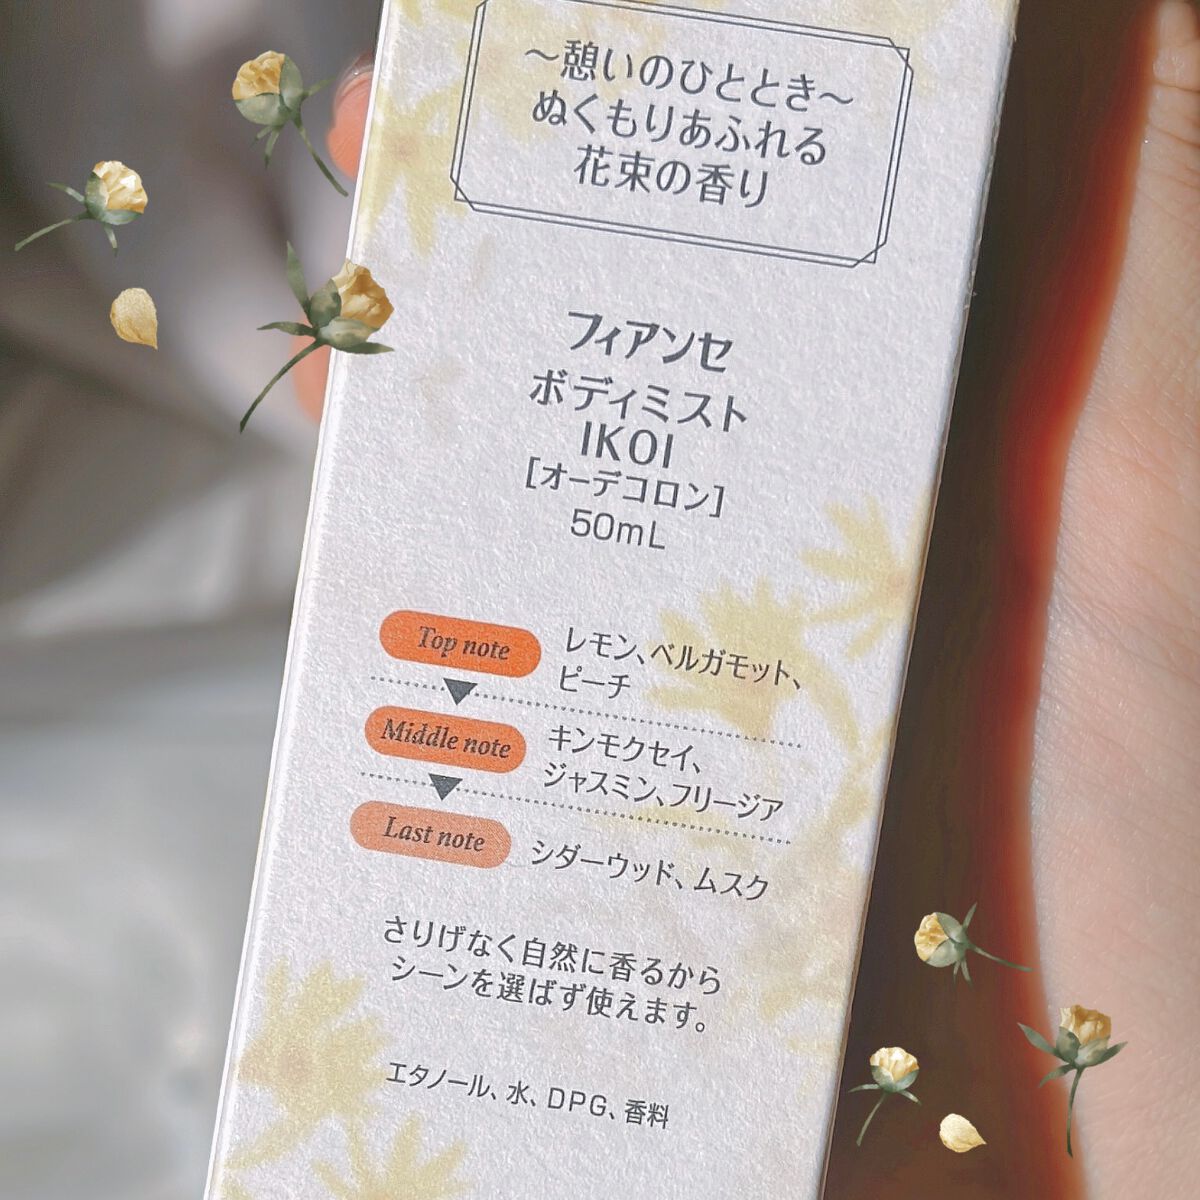 ～憩いのひととき～
ぬくもりあふれる
花束の香り
フィアンセ
ボディミスト
IKOI
[オーデコロン]
50mL
Top note
レモン、ベルガモット、
ピーチ
Middle note
キンモクセイ、
ジャスミン、フリージア
Last note
シダーウッド、ムスク
さりげなく自然に香るから
シーンを選ばず使えます。
エタノール、水、DPG、香料